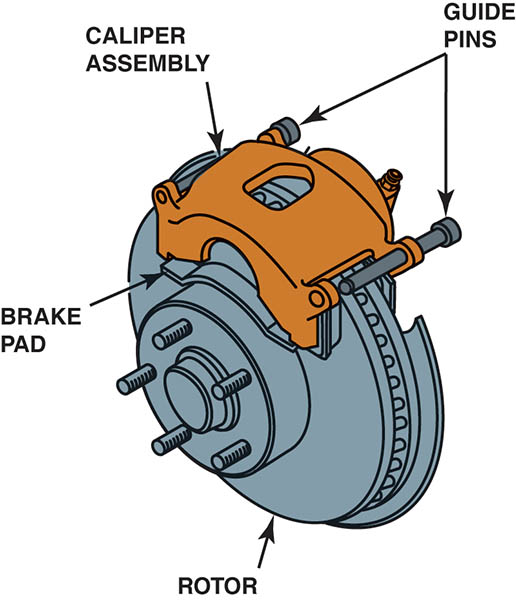 GUIDE
PINS
CALIPER
ASSEMBLY
BRAKE
PAD
ROTOR